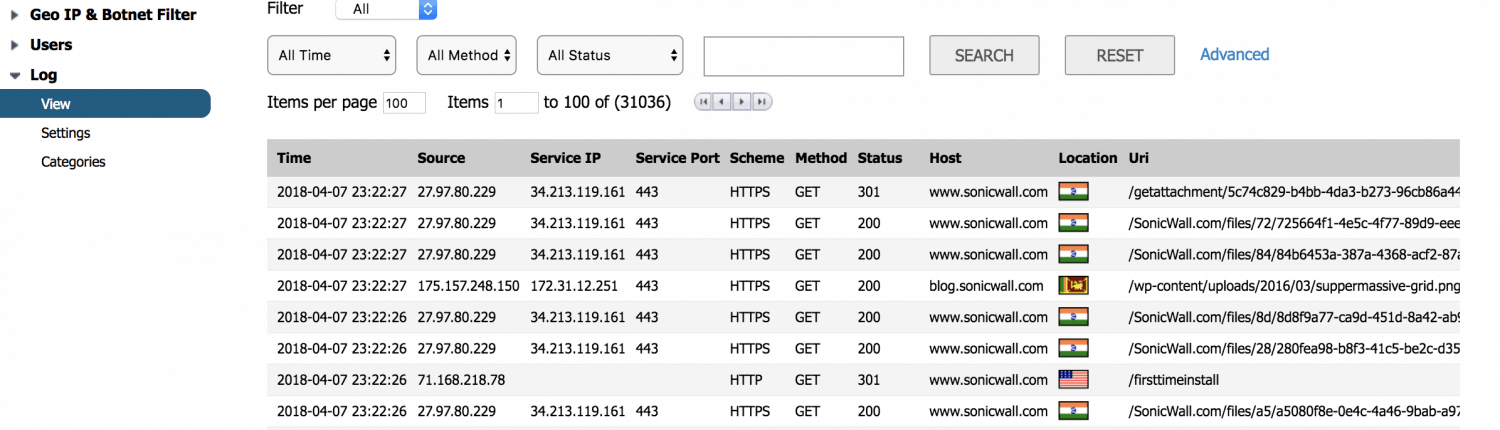 Geo IP & Botnet Filter
Users
Log
View
Settings
Categories
Filter All
All Time All Method All Status SEARCH RESET Advanced
Items per page 100 Items 1 to 100 of (31036)
Time Source Service IP Service Port Scheme Method Status Host Location Uri
2018-04-07 23:22:27 27.97.80.229 34.213.119.161 443 HTTPS GET 301 www.sonicwall.com /getattachment/5c74c829-b4bb-4da3-b273-96cb86a44
2018-04-07 23:22:27 27.97.80.229 34.213.119.161 443 HTTPS GET 200 www.sonicwall.com /SonicWall.com/files/72/725664f1-4e5c-4f77-89d9-eee
2018-04-07 23:22:27 27.97.80.229 34.213.119.161 443 HTTPS GET 200 www.sonicwall.com /SonicWall.com/files/84/84b6453a-387a-4368-acf2-87a
2018-04-07 23:22:27 175.157.248.150 172.31.12.251 443 HTTPS GET 200 blog.sonicwall.com /wp-content/uploads/2016/03/suppermassive-grid.png
2018-04-07 23:22:26 27.97.80.229 34.213.119.161 443 HTTPS GET 200 www.sonicwall.com /SonicWall.com/files/8d/8d8f9a77-ca9d-451d-8a42-ab9
2018-04-07 23:22:26 27.97.80.229 34.213.119.161 443 HTTPS GET 200 www.sonicwall.com /SonicWall.com/files/28/280fea98-b8f3-41c5-be2c-d35
2018-04-07 23:22:26 71.168.218.78 HTTP GET 301 www.sonicwall.com /firsttimeinstall
2018-04-07 23:22:26 27.97.80.229 34.213.119.161 443 HTTPS GET 200 www.sonicwall.com /SonicWall.com/files/a5/a5080f8e-0e4c-4a46-9bab-a97